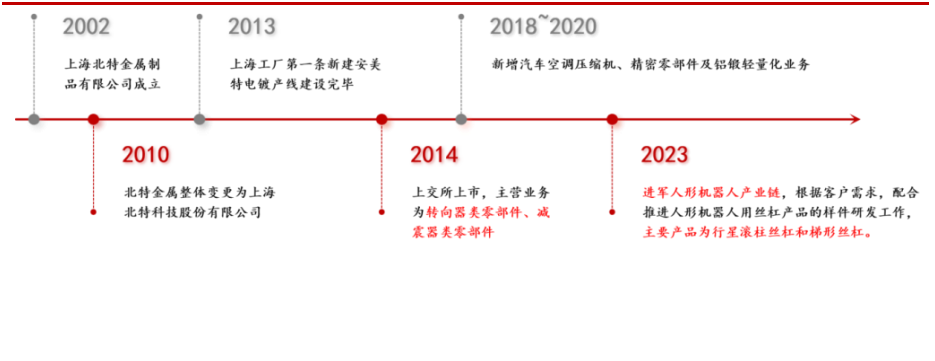 2002
上海北特金属制
品有限公司成立
2013
上海工厂第一条新建安美
特电镀产线建设完毕
2018~2020
新增汽车空调压缩机、精密零部件及铝锻轻量化业务
2010
北特金属整体变更为上海
北特科技股份有限公司
2014
上交所上市，主营业务
为转向器类零部件、减
震器类零部件
2023
进军人形机器人产业链，根据客户需求，配合
推进人形机器人用丝杠产品的样件研发工作，
主要产品为行星滚柱丝杠和梯形丝杠。